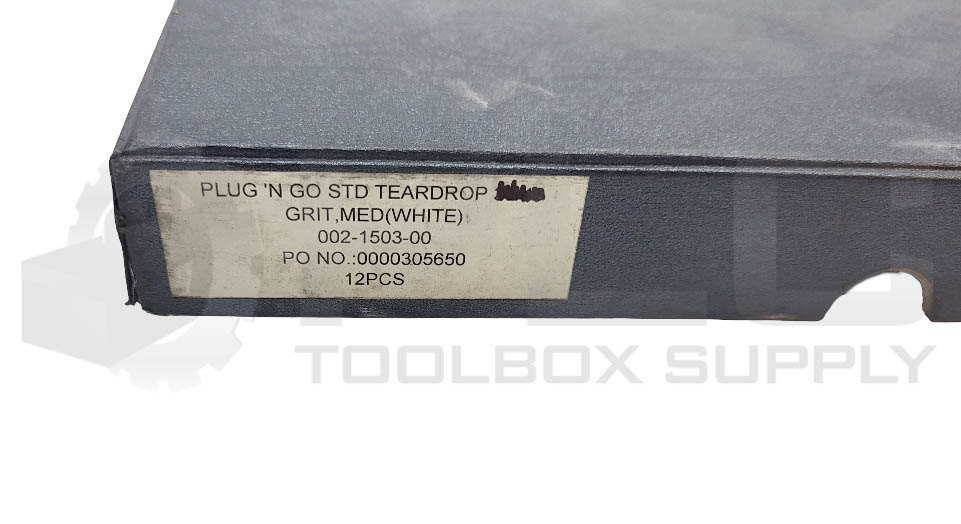 PLUG 'N GO STD TEARDROP
GRIT,MED(WHITE)
002-1503-00
PO NO.:0000305650
12PCS
TOOLBOX SUPPLY